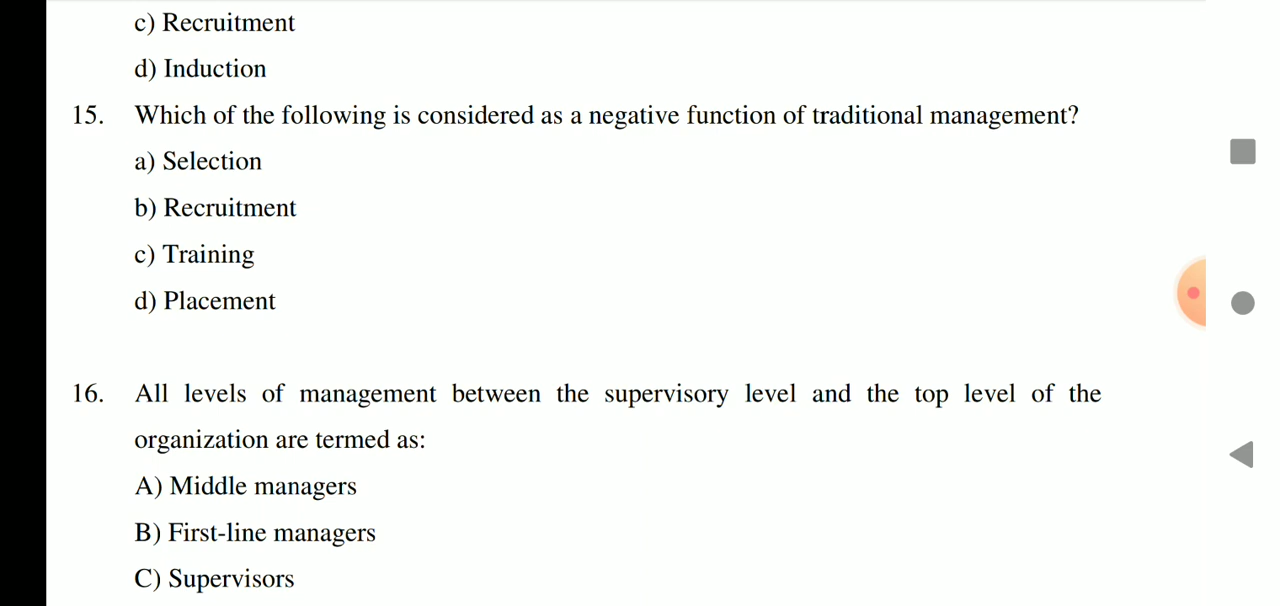 c) Recruitment
d) Induction
15. Which of the following is considered as a negative function of traditional management?
a) Selection
b) Recruitment
c) Training
d) Placement
16. All levels of management between the supervisory level and the top level of the
organization are termed as:
A) Middle managers
B) First-line managers
C) Supervisors